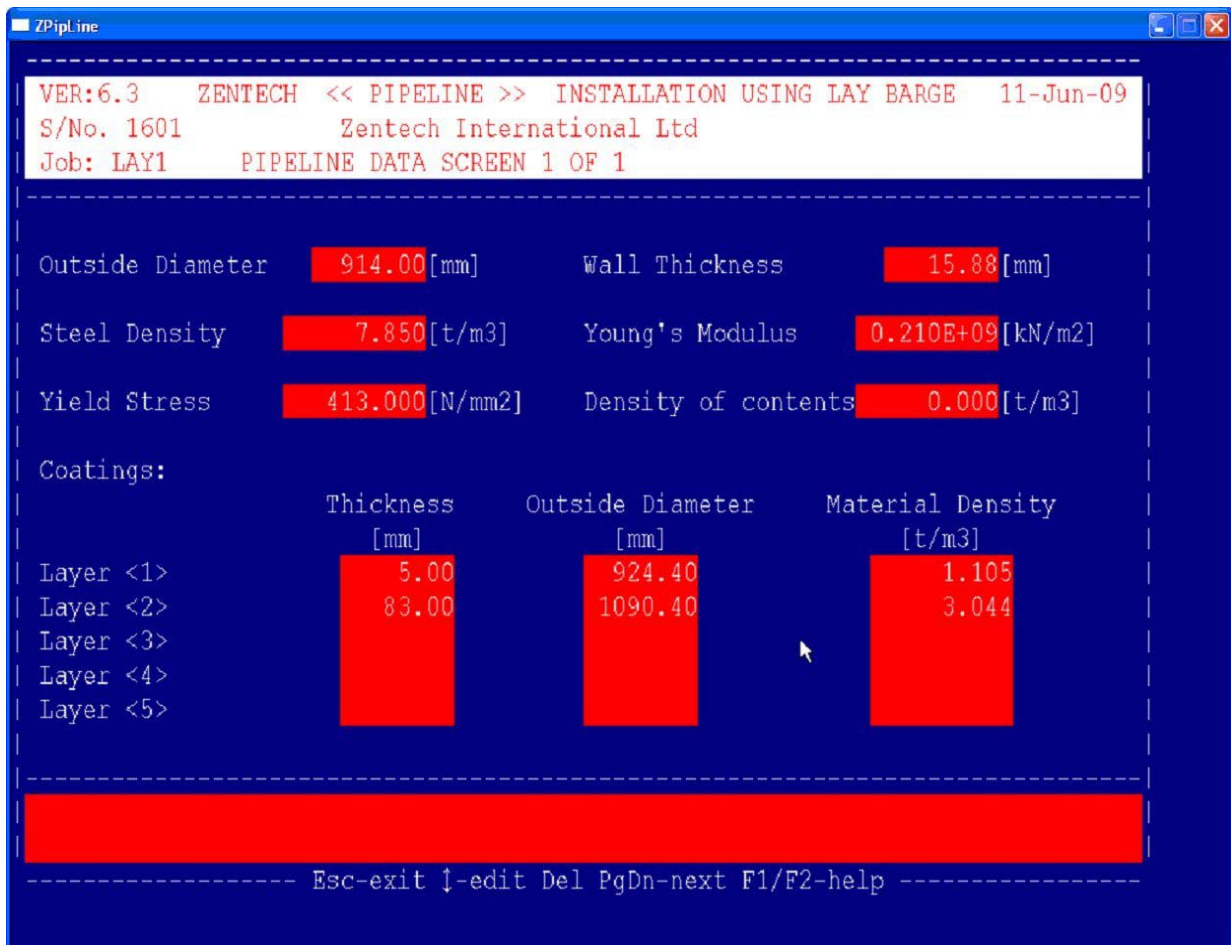 ZPipLine
VER:6.3 ZENTECH << PIPELINE >> INSTALLATION USING LAY BARGE 11-Jun-09
S/No. 1601 Zentech International Ltd
Job: LAY1 PIPELINE DATA SCREEN 1 OF 1
Outside Diameter 914.00[mm] Wall Thickness 15.88[mm]
Steel Density 7.850[t/m3] Young's Modulus 0.210E+09[kN/m2]
Yield Stress 413.000[N/mm2] Density of contents 0.000[t/m3]
Coatings:
Thickness Outside Diameter Material Density
[mm] [mm] [t/m3]
Layer <1> 5.00 924.40 1.105
Layer <2> 83.00 1090.40 3.044
Layer <3>
Layer <4>
Layer <5>
Esc-exit ↕-edit Del PgDn-next F1/F2-help